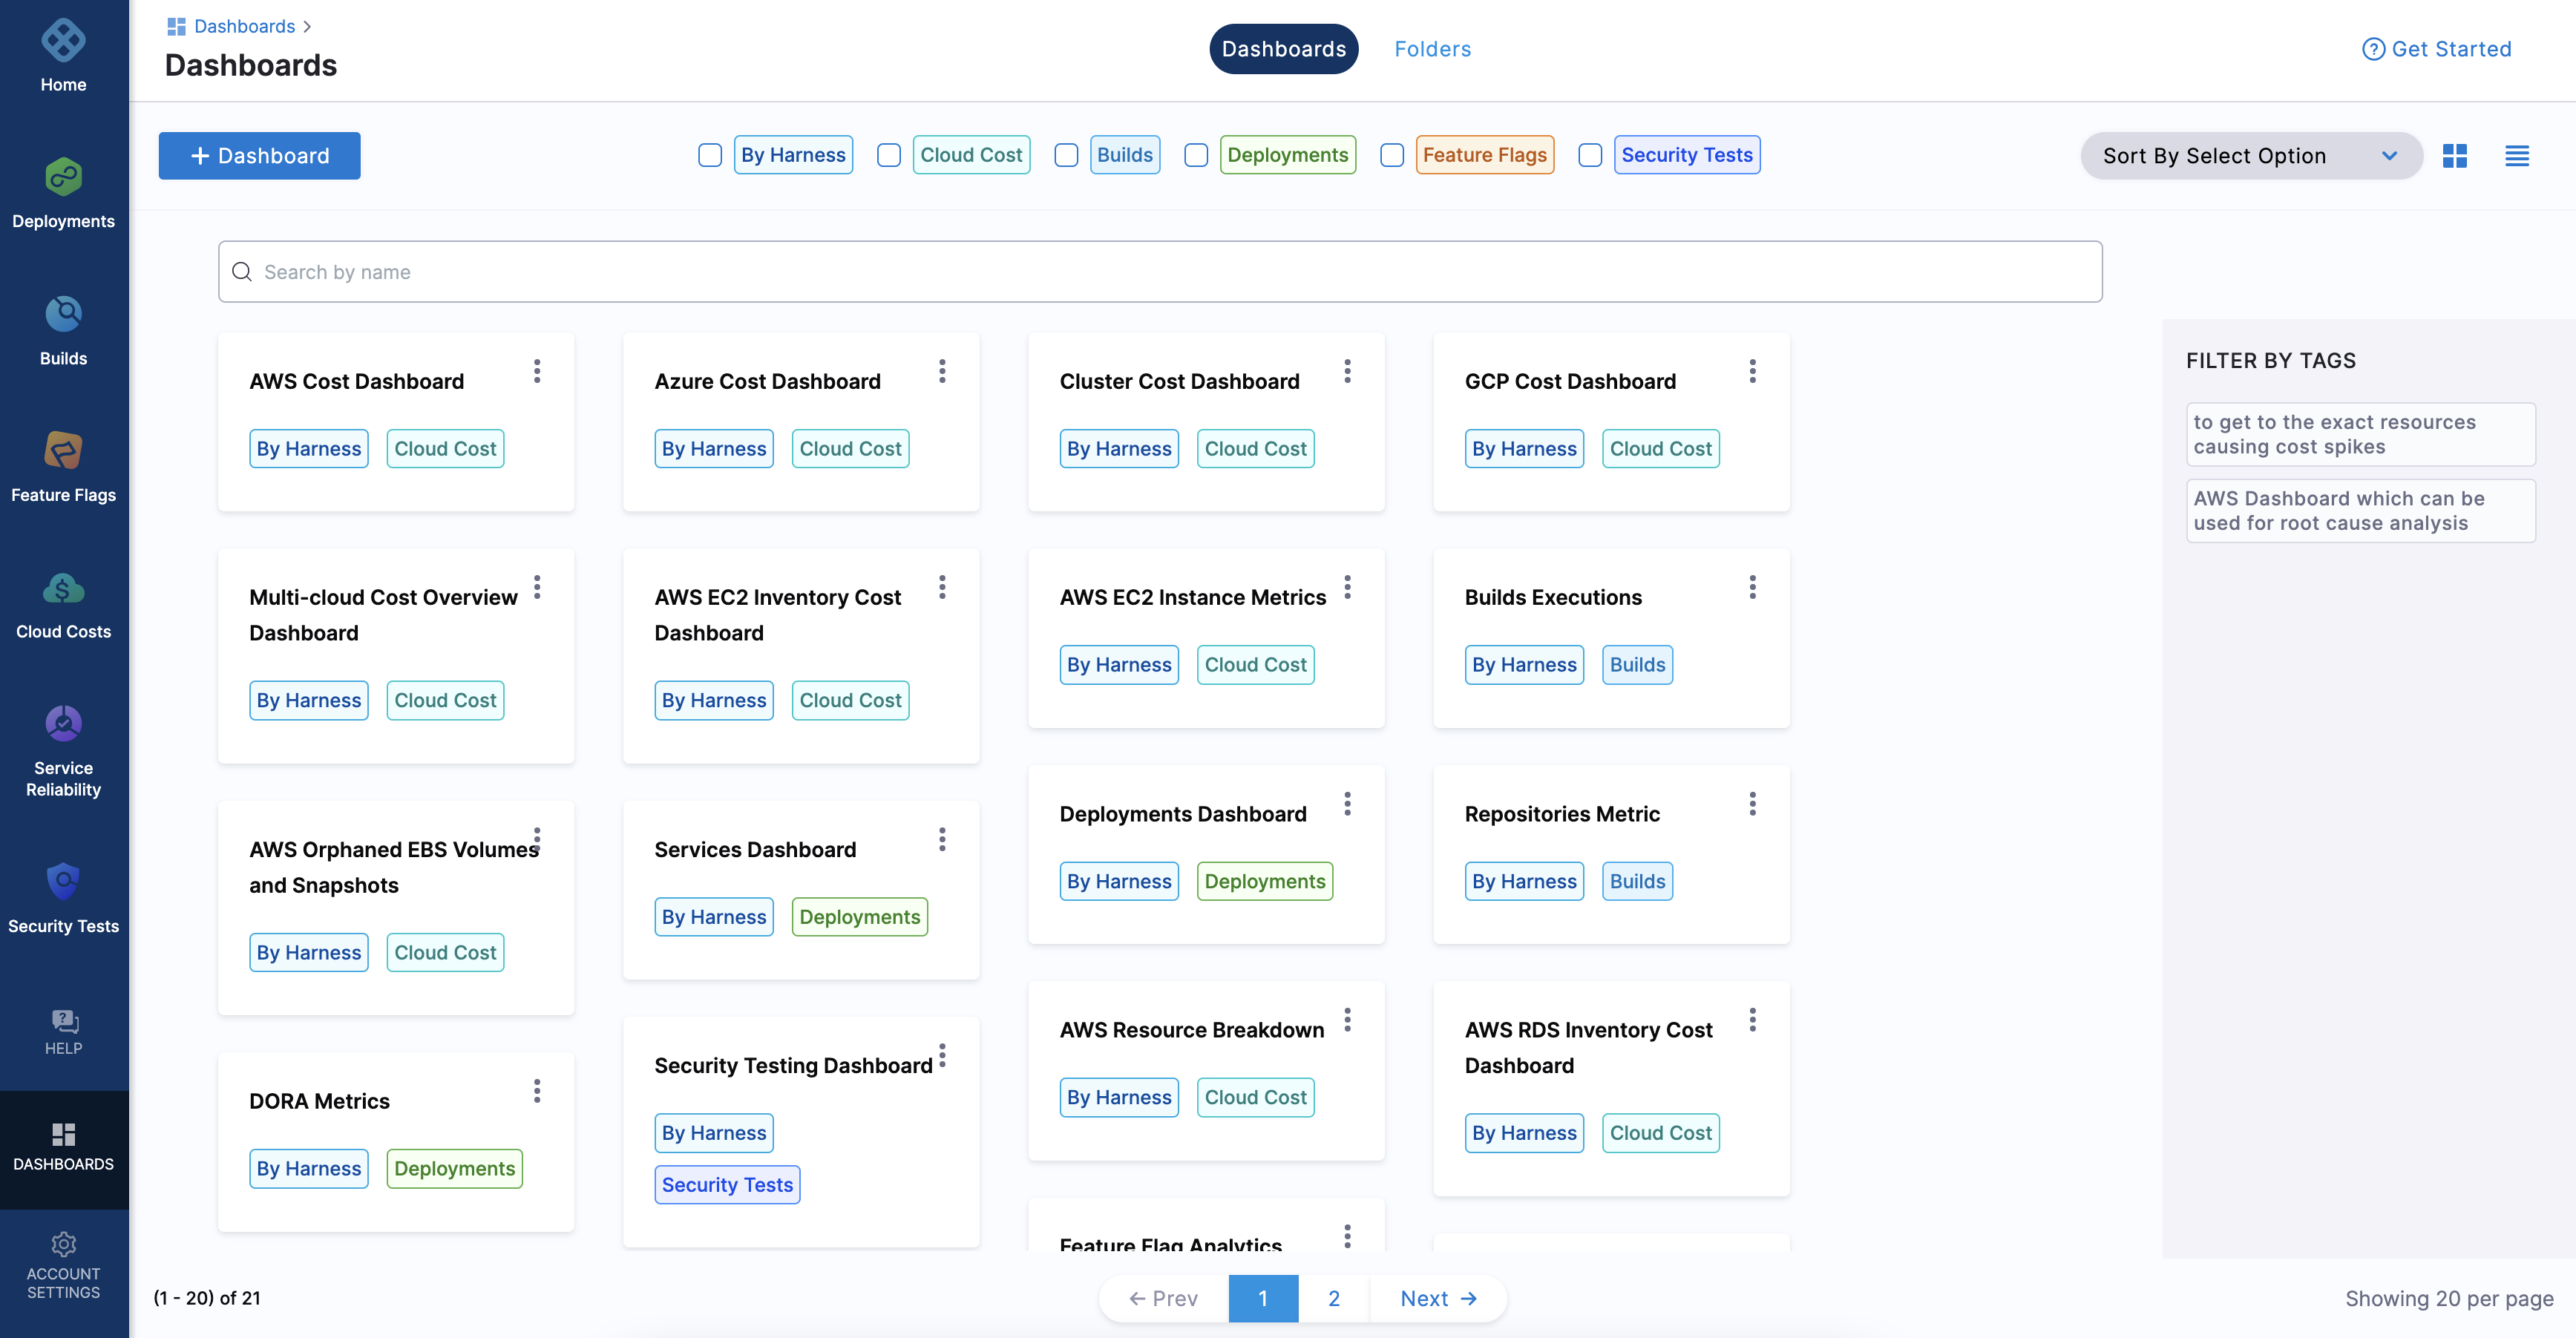 Home
Deployments
Builds
Feature Flags
Cloud Costs
Service
Reliability
Security Tests
HELP
DASHBOARDS
ACCOUNT
SETTINGS
Dashboards
Dashboards
Dashboards
Folders
Get Started
+ Dashboard
By Harness
Cloud Cost
Builds
Deployments
Feature Flags
Security Tests
Sort By Select Option
Search by name
AWS Cost Dashboard
By Harness Cloud Cost
Azure Cost Dashboard
By Harness Cloud Cost
Cluster Cost Dashboard
By Harness Cloud Cost
GCP Cost Dashboard
By Harness Cloud Cost
Multi-cloud Cost Overview
Dashboard
By Harness Cloud Cost
AWS EC2 Inventory Cost
Dashboard
By Harness Cloud Cost
AWS EC2 Instance Metrics
By Harness Cloud Cost
Builds Executions
By Harness Builds
AWS Orphaned EBS Volumes
and Snapshots
By Harness Cloud Cost
Services Dashboard
By Harness Deployments
Deployments Dashboard
By Harness Deployments
Repositories Metric
By Harness Builds
DORA Metrics
By Harness Deployments
Security Testing Dashboard
By Harness
Security Tests
AWS Resource Breakdown
By Harness Cloud Cost
AWS RDS Inventory Cost
Dashboard
By Harness Cloud Cost
Feature Flag Analytics
FILTER BY TAGS
to get to the exact resources
causing cost spikes
AWS Dashboard which can be
used for root cause analysis
(1 - 20) of 21
← Prev 1 2 Next →
Showing 20 per page